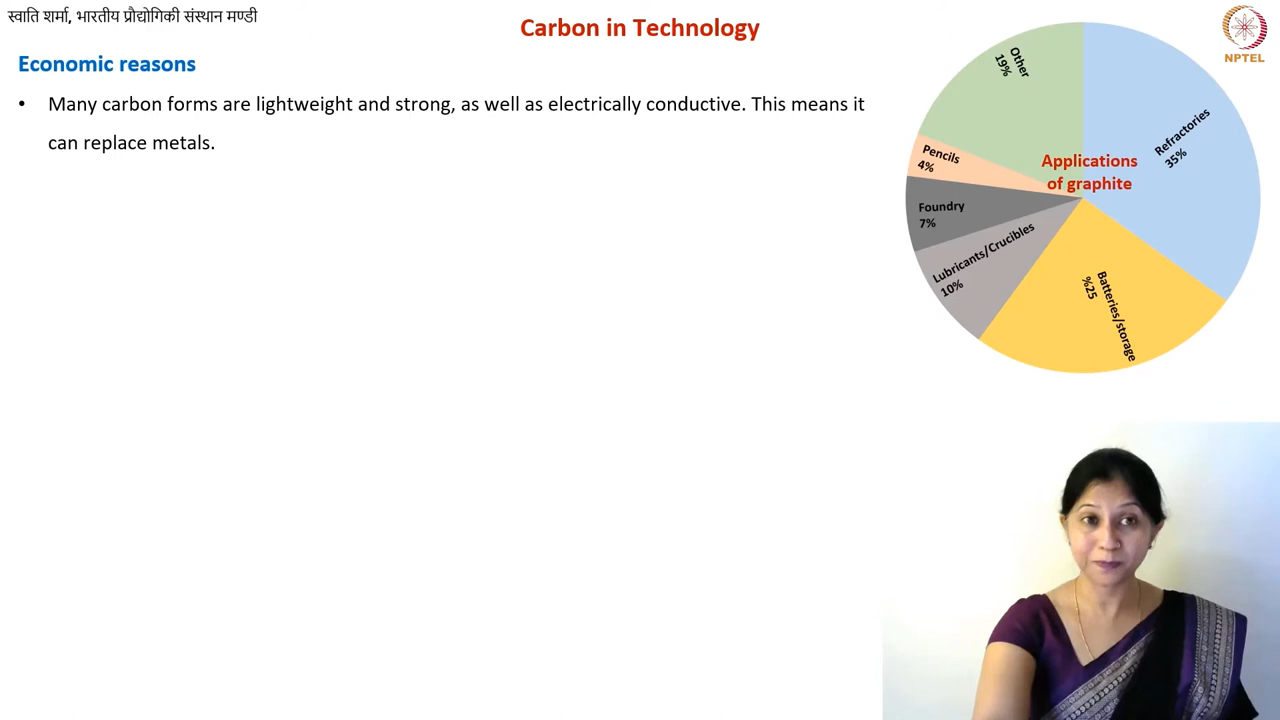 स्वाति शर्मा, भारतीय प्रौद्योगिकी संस्थान मण्डी
Carbon in Technology
NPTEL
Economic reasons
• Many carbon forms are lightweight and strong, as well as electrically conductive. This means it
can replace metals.
Applications
of graphite
Refractories
35%
Batteries/storage
%25
Lubricants/Crucibles
10%
Foundry
7%
Pencils
4%
Other
19%